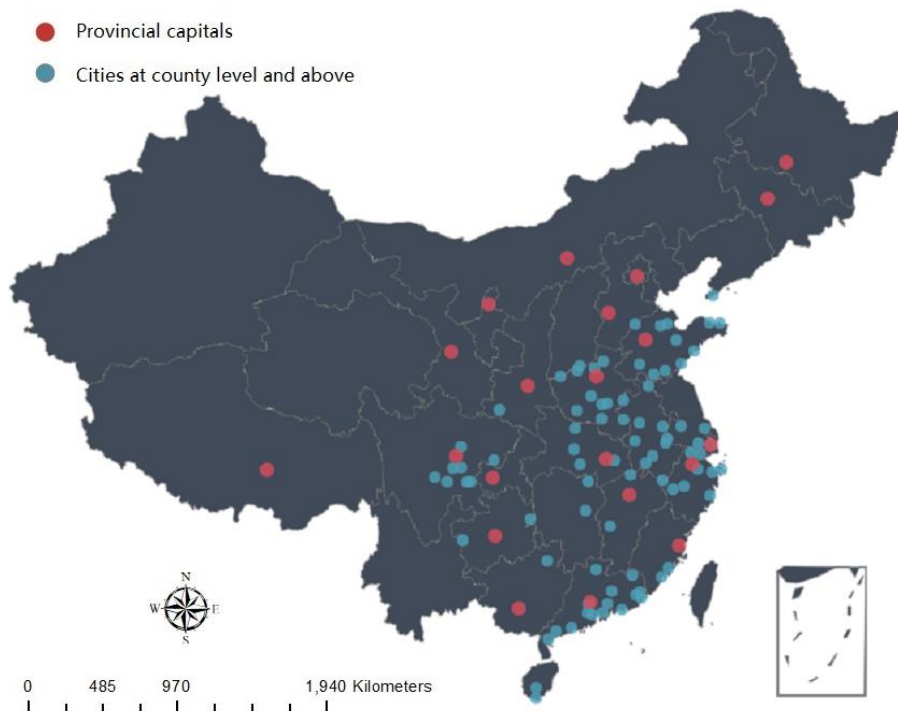 Provincial capitals
Cities at county level and above
N
W E
S
0 485 970 1,940 Kilometers